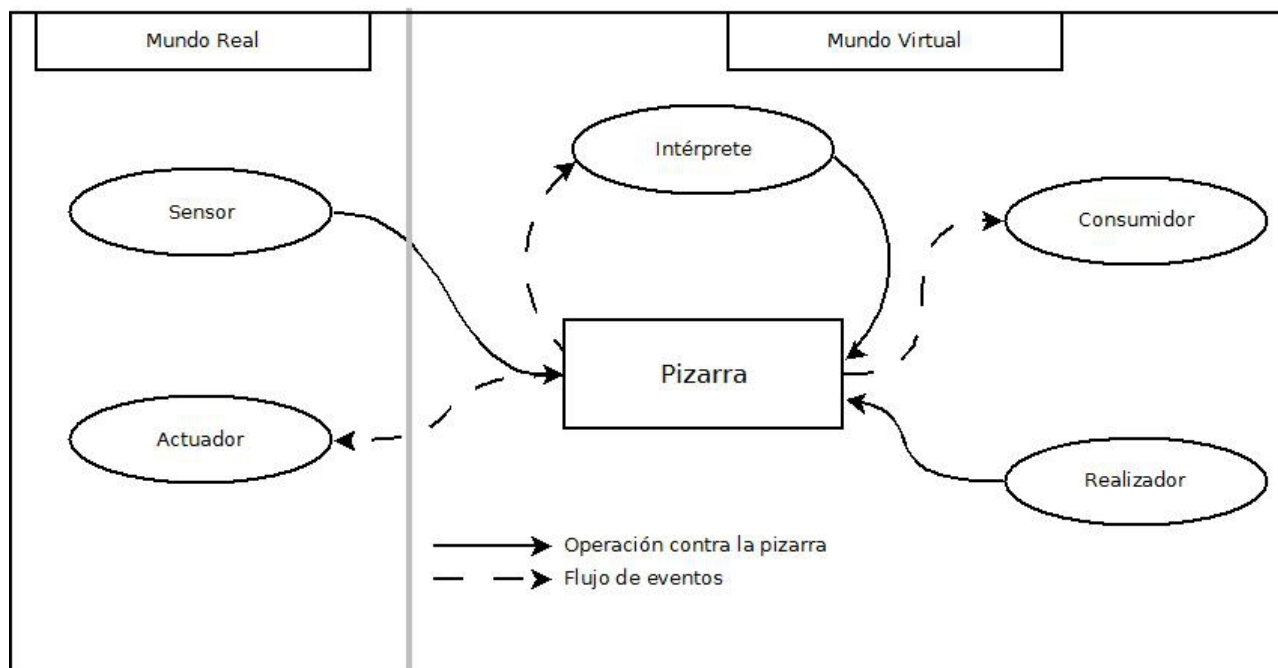 Mundo Real
Mundo Virtual
Intérprete
Sensor
Consumidor
Pizarra
Actuador
Realizador
Operación contra la pizarra
Flujo de eventos